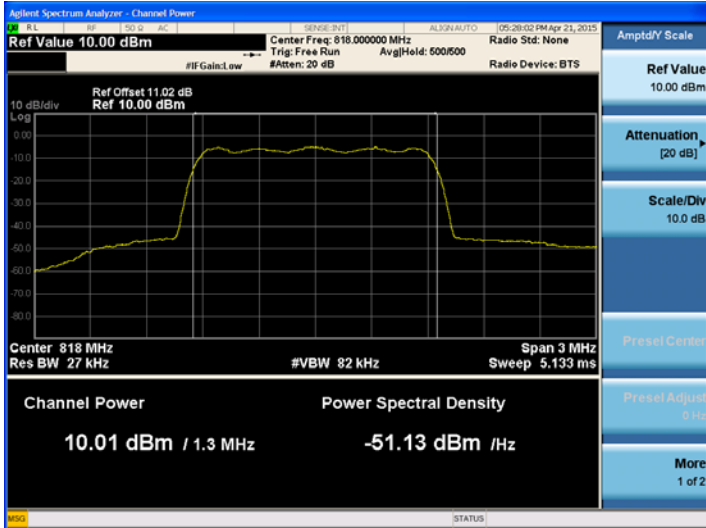 Agilent Spectrum Analyzer - Channel Power
RL RF 50 Ω AC SENSE:INT ALIGN AUTO 05:28:02 PM Apr 21, 2015
Ref Value 10.00 dBm Center Freq: 818.000000 MHz Radio Std: None
Trig: Free Run Avg|Hold: 500/500
#IFGain:Low #Atten: 20 dB Radio Device: BTS
Ref Offset 11.02 dB
10 dB/div Ref 10.00 dBm
Log
0.00
-10.0
-20.0
-30.0
-40.0
-50.0
-60.0
-70.0
-80.0
Center 818 MHz Span 3 MHz
Res BW 27 kHz #VBW 82 kHz Sweep 5.133 ms
Channel Power Power Spectral Density
10.01 dBm / 1.3 MHz -51.13 dBm /Hz
MSG STATUS
Amptd/Y Scale
Ref Value
10.00 dBm
Attenuation
[20 dB]
Scale/Div
10.0 dB
Presel Center
Presel Adjust
0 Hz
More
1 of 2